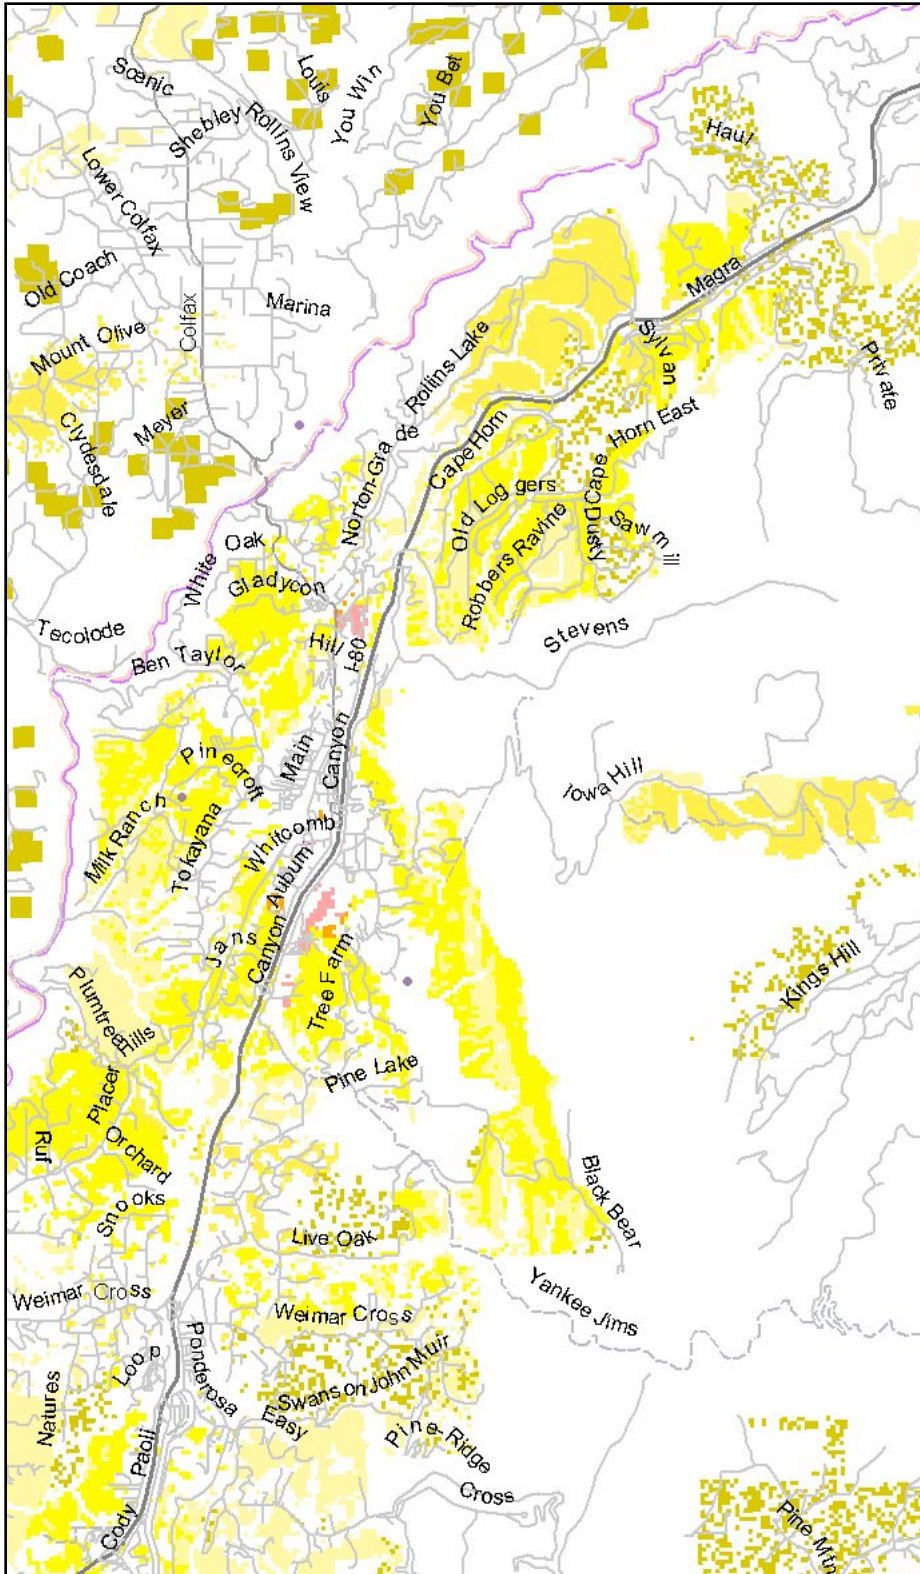 Scenic
Louis
You Win
You Bet
Shebley
Rollins View
Haul
Lower Colfax
Old Coach
Marina
Magra
Colfax
Mount Olive
Sylvan
Private
Rollins Lake
Meyer
Clydesdale
Norton-Grade
Cape Horn
Cape Horn East
Old Loggers
Dusty
Sawmill
Robbers Ravine
White Oak
Gladycon
Tecolode
Hill
I-80
Stevens
Ben Taylor
Pinecroft
Main
Canyon
Iowa Hill
Milk Ranch
Tokayana
Whitcomb
Auburn
Jans
Canyon
Tree Farm
Kings Hill
Plumtree
Hills
Placer
Pine Lake
Ruf
Orchard
Snooks
Live Oak
Black Bear
Weimar Cross
Weimar Cross
Yankee Jims
Loop
Ponderosa
Natures
Swanson
John Muir
Easy
Pine-Ridge
Paoli
Cross
Cody
Pine Mtn